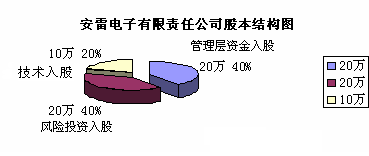 安雷电子有限责任公司股本结构图
10万 20%
技术入股
管理层资金入股
20万 40%
20万 40%
风险投资入股
20万
20万
10万